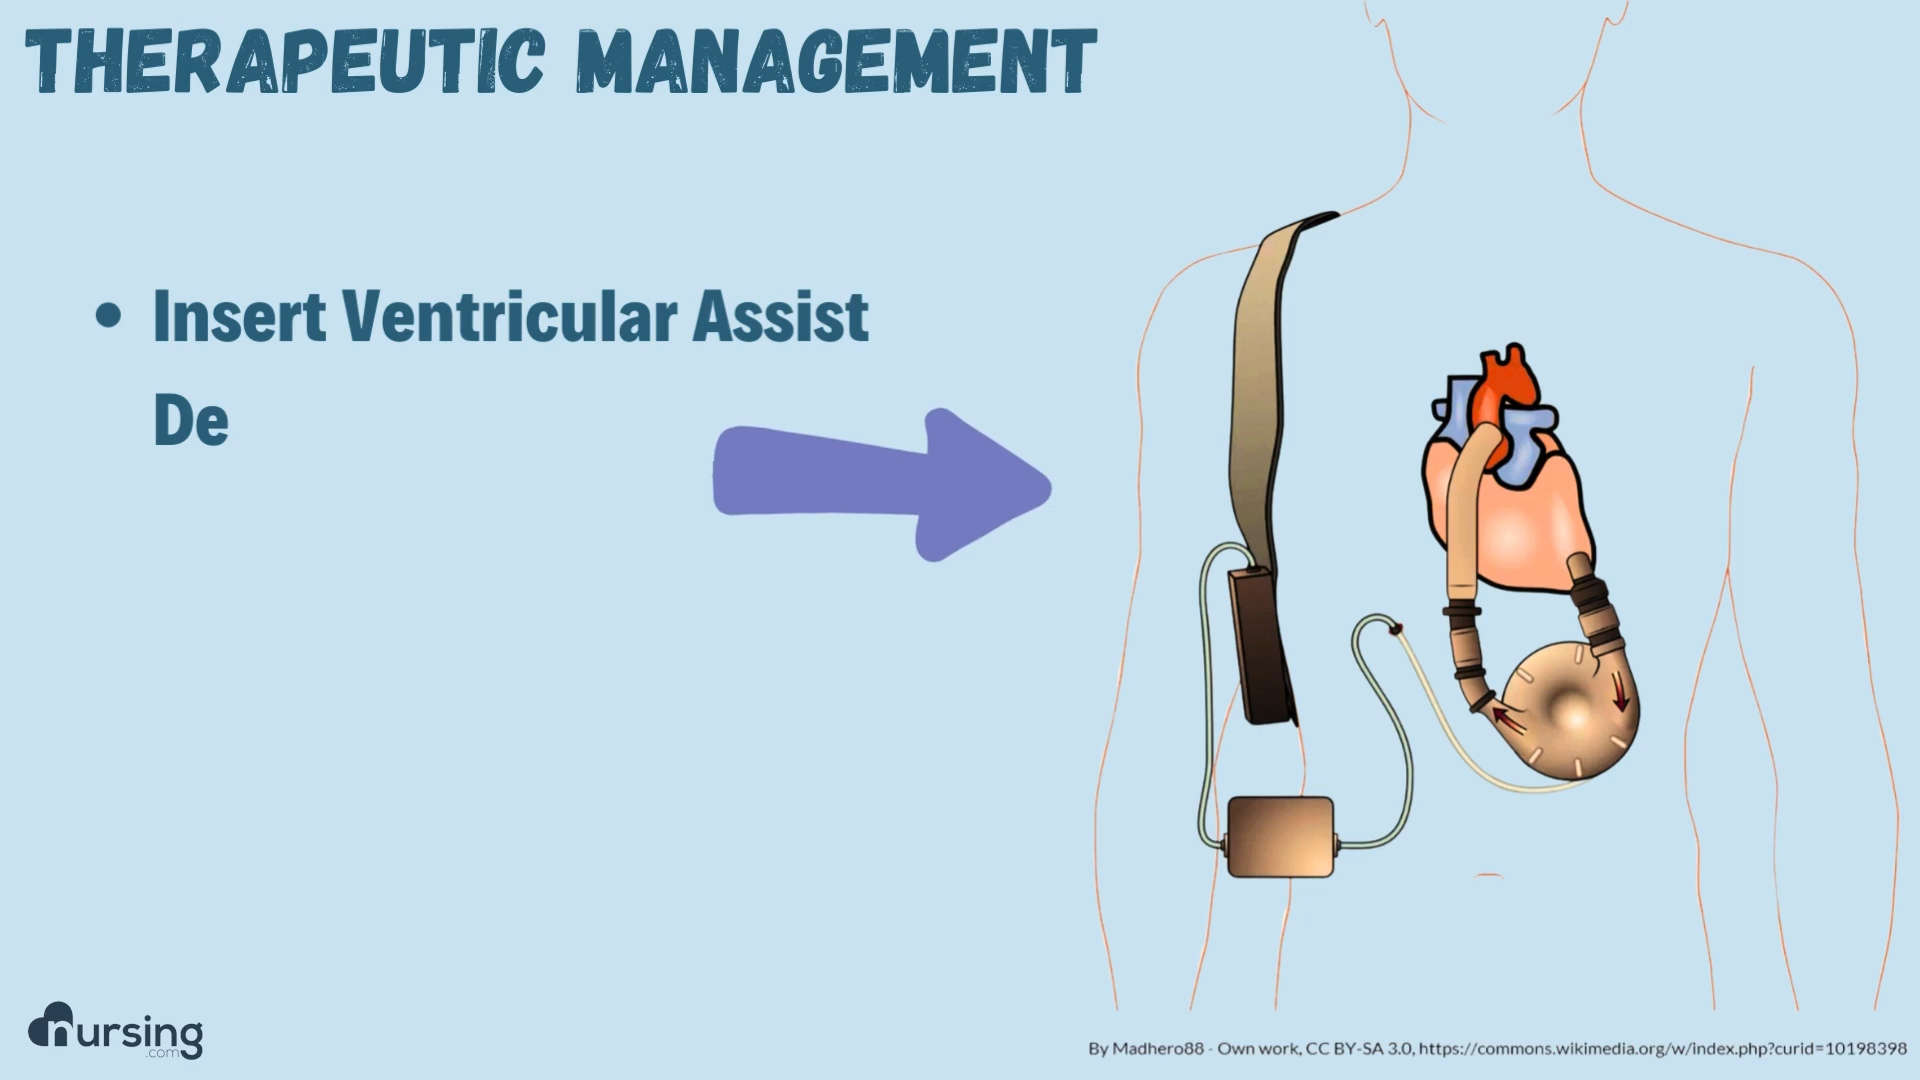 THERAPEUTIC MANAGEMENT
• Insert Ventricular Assist
De
nursing
.com
By Madhero88 - Own work, CC BY-SA 3.0, https://commons.wikimedia.org/w/index.php?curid=10198398